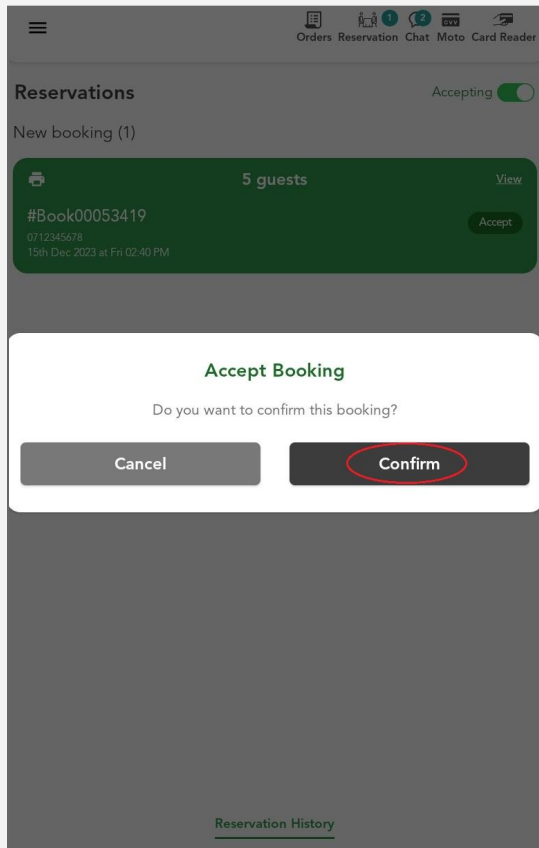 1 2
Orders Reservation Chat Moto Card Reader
CVV
Reservations Accepting
New booking (1)
5 guests View
#Book00053419
Accept
0712345678
15th Dec 2023 at Fri 02:40 PM
Accept Booking
Do you want to confirm this booking?
Cancel Confirm
Reservation History